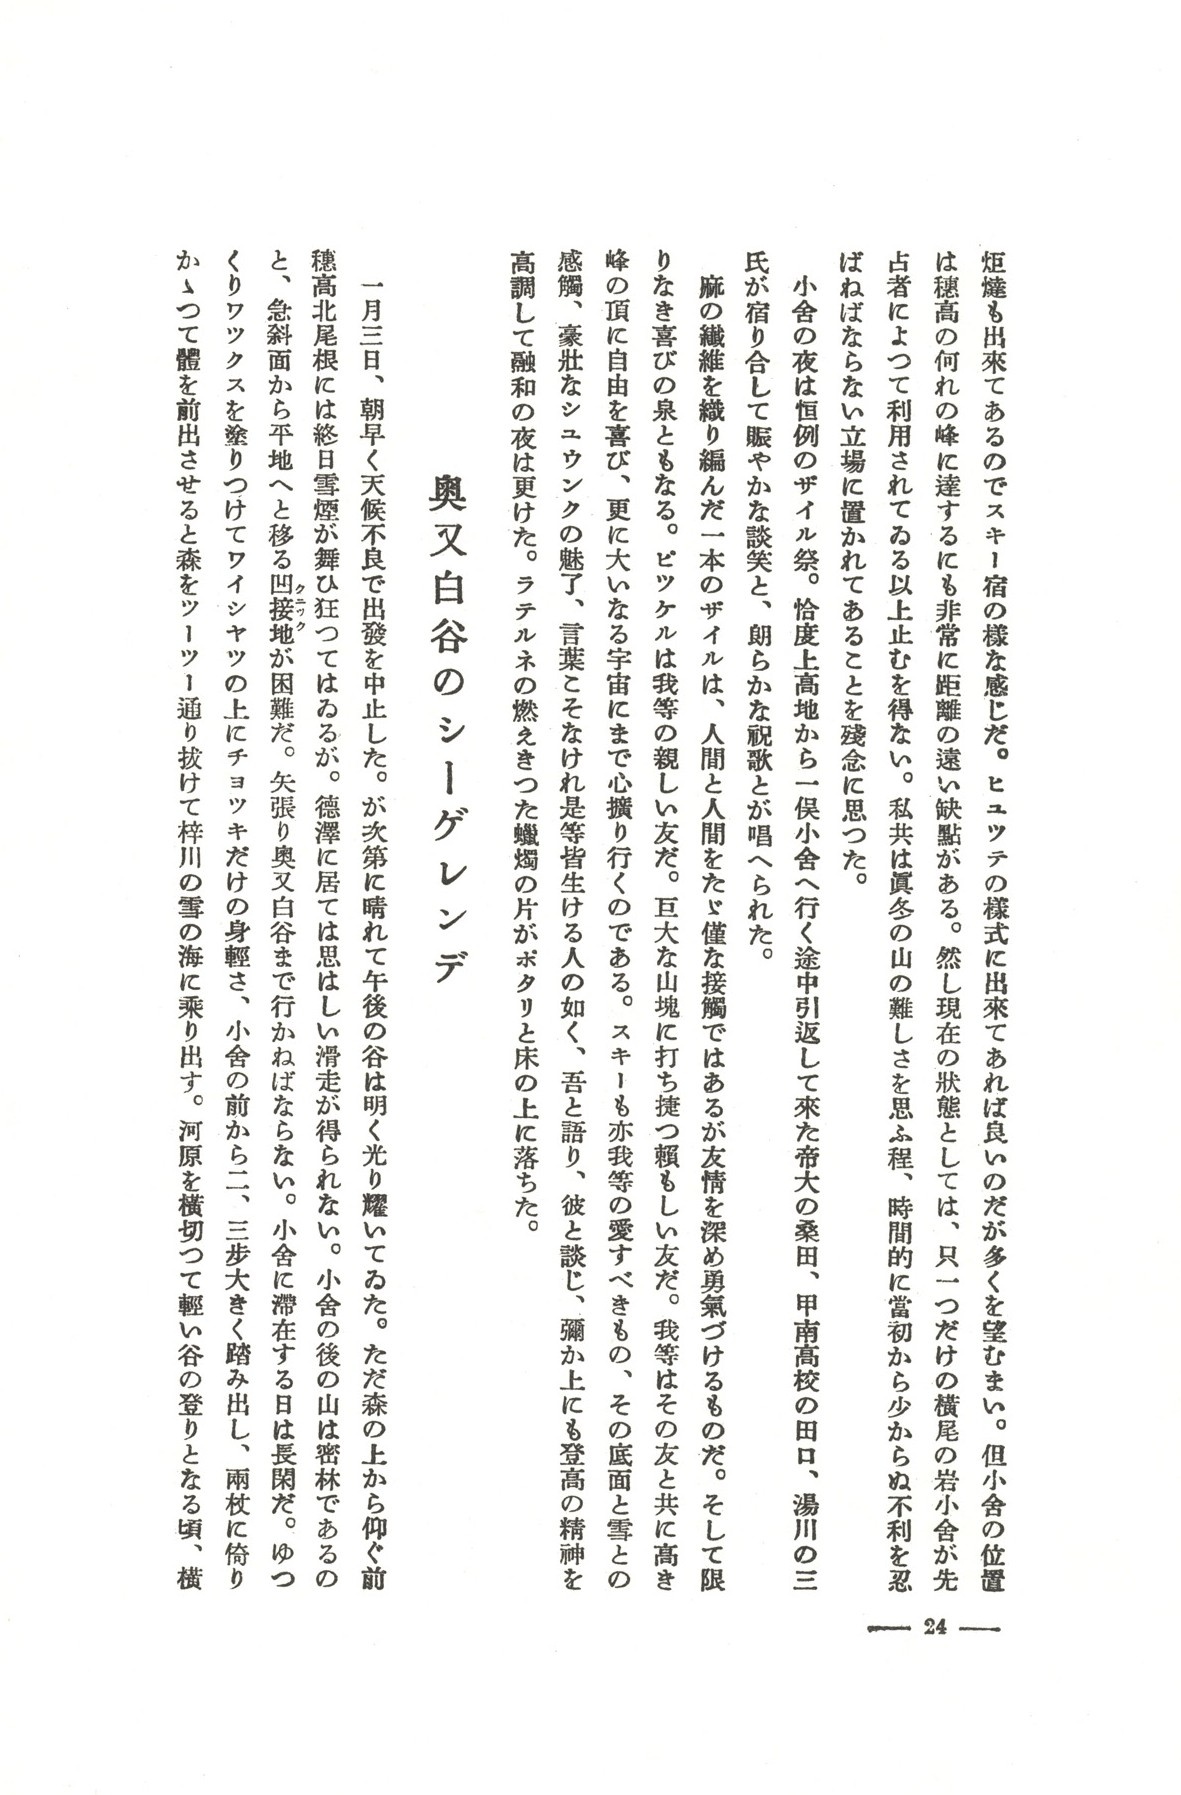 炬燵も出來てあるのでスキー宿の樣な感じだ。ヒュッテの樣式に出來てあれば良いのだが多くを望むまい。但小舍の位置
は穗高の何れの峰に達するにも非常に距離の遠い缺點がある。然し現在の狀態としては、只一つだけの橫尾の岩小舍が先
占者によつて利用されてゐる以上止むを得ない。私共は眞冬の山の難しさを思ふ程、時間的に當初から少からぬ不利を忍
ばねばならない立場に置かれてあることを殘念に思つた。
小舍の夜は恒例のザイル祭。恰度上高地から一俣小舍へ行く途中引返して來た帝大の桑田、甲南高校の田口、湯川の三
氏が宿り合して賑やかな談笑と、朗らかな祝歌とが唱へられた。
麻の纖維を織り編んだ一本のザイルは、人間と人間をたゞ僅な接觸ではあるが友情を深め勇氣づけるものだ。そして限
りなき喜びの泉ともなる。ピツケルは我等の親しい友だ。巨大な山塊に打ち捷つ賴もしい友だ。我等はその友と共に高き
峰の頂に自由を喜び、更に大いなる宇宙にまで心擴り行くのである。スキーも亦我等の愛すべきもの、その底面と雪との
感觸、豪壯なシュウンクの魅了、言葉こそなけれ是等皆生ける人の如く、吾と語り、彼と談じ、彌か上にも登高の精神を
高調して融和の夜は更けた。ラテルネの燃えきつた蠟燭の片がポタリと床の上に落ちた。
奧又白谷のシーゲレンデ
一月三日、朝早く天候不良で出發を中止した。が次第に晴れて午後の谷は明く光り耀いてゐた。ただ森の上から仰ぐ前
穗高北尾根には終日雪煙が舞ひ狂つてはゐるが。德澤に居ては思はしい滑走が得られない。小舍の後の山は密林であるの
と、急斜面から平地へと移る凹接地クニックが困難だ。矢張り奧又白谷まで行かねばならない。小舍に滯在する日は長閑だ。ゆつ
くりワツクスを塗りつけてワイシヤツの上にチョツキだけの身輕さ、小舍の前から二、三步大きく踏み出し、兩杖に倚り
かゝつて體を前出させると森をツーツー通り拔けて梓川の雪の海に乘り出す。河原を橫切つて輕い谷の登りとなる頃、橫
— 24 —